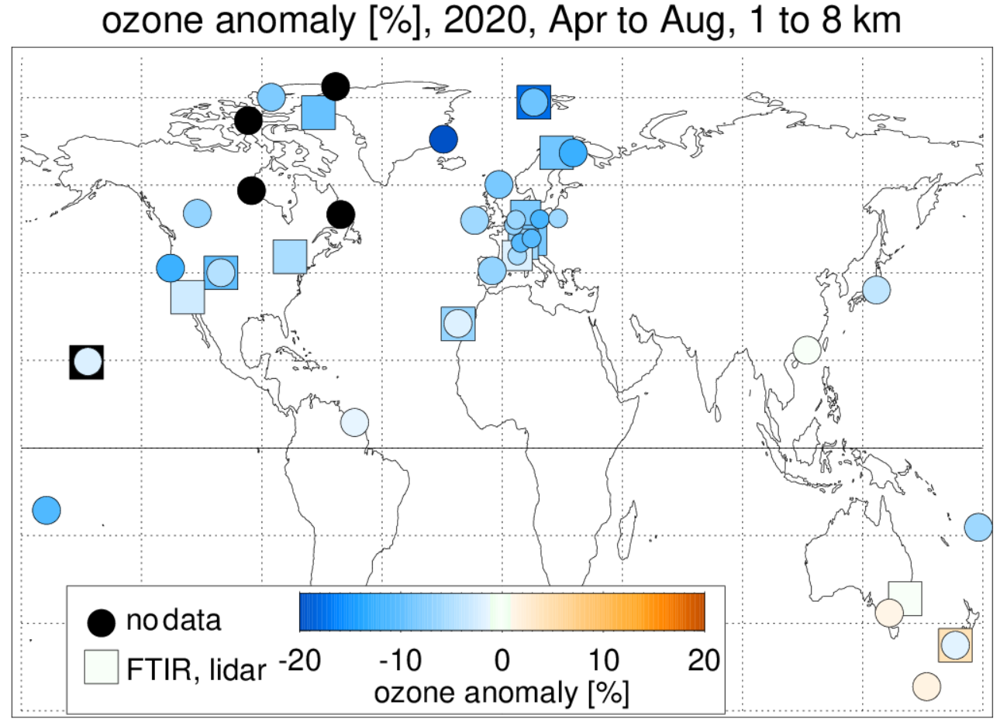 ozone anomaly [%], 2020, Apr to Aug, 1 to 8 km
no data
FTIR, lidar
-20 -10 0 10 20
ozone anomaly [%]